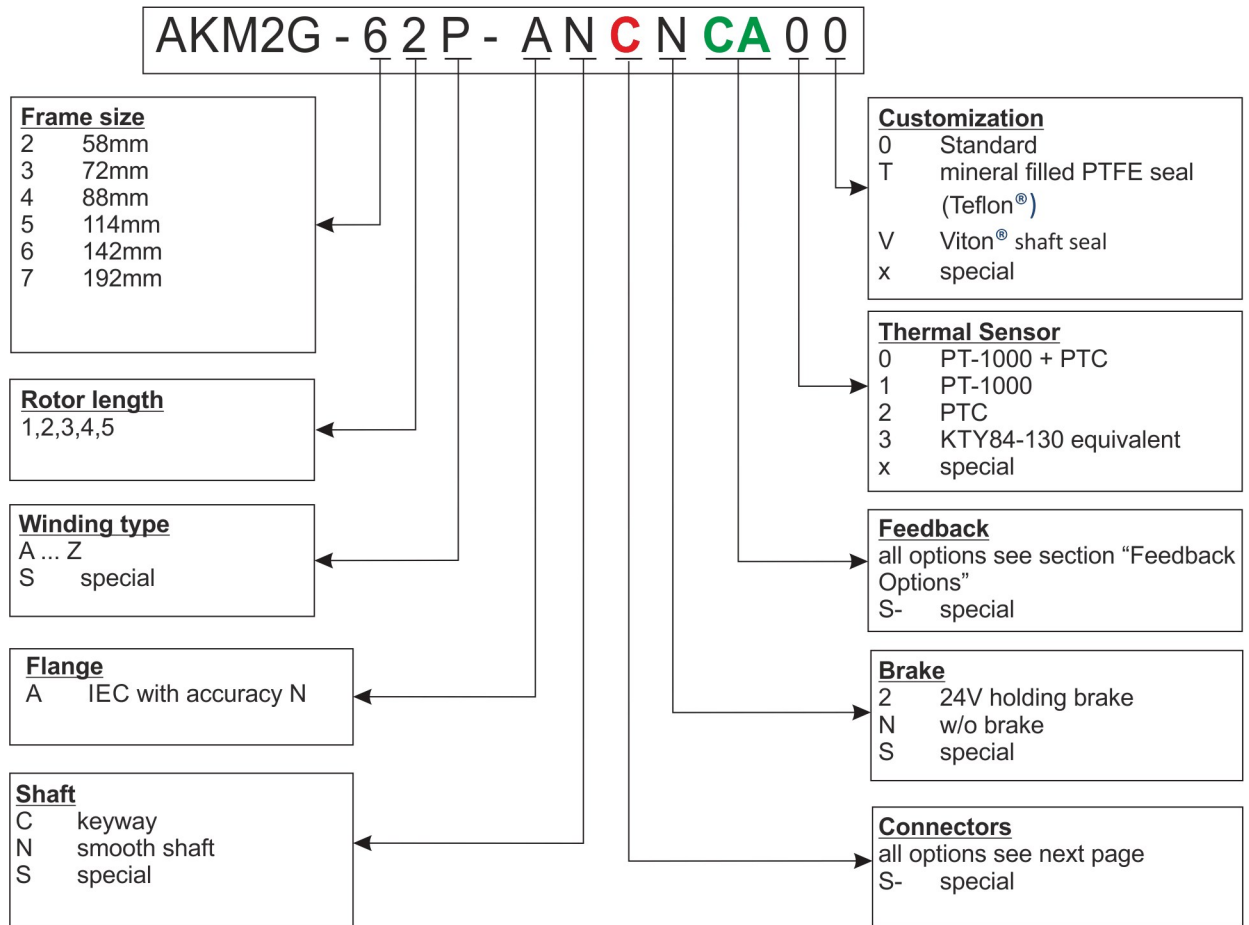 AKM2G - 6 2 P - A N C N CA 0 0
Frame size
2 58mm
3 72mm
4 88mm
5 114mm
6 142mm
7 192mm
Rotor length
1,2,3,4,5
Winding type
A ... Z
S special
Flange
A IEC with accuracy N
Shaft
C keyway
N smooth shaft
S special
Customization
0 Standard
T mineral filled PTFE seal
(Teflon®)
V Viton® shaft seal
x special
Thermal Sensor
0 PT-1000 + PTC
1 PT-1000
2 PTC
3 KTY84-130 equivalent
x special
Feedback
all options see section “Feedback
Options”
S- special
Brake
2 24V holding brake
N w/o brake
S special
Connectors
all options see next page
S- special